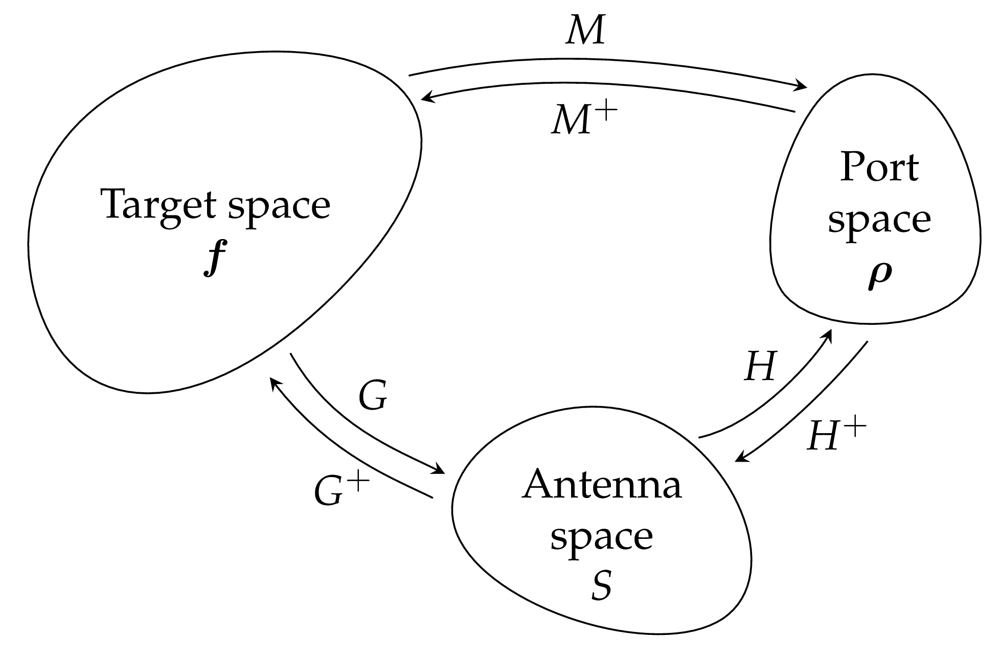 M
M⁺
Target space
f
Port
space
ρ
G
G⁺
H
H⁺
Antenna
space
S